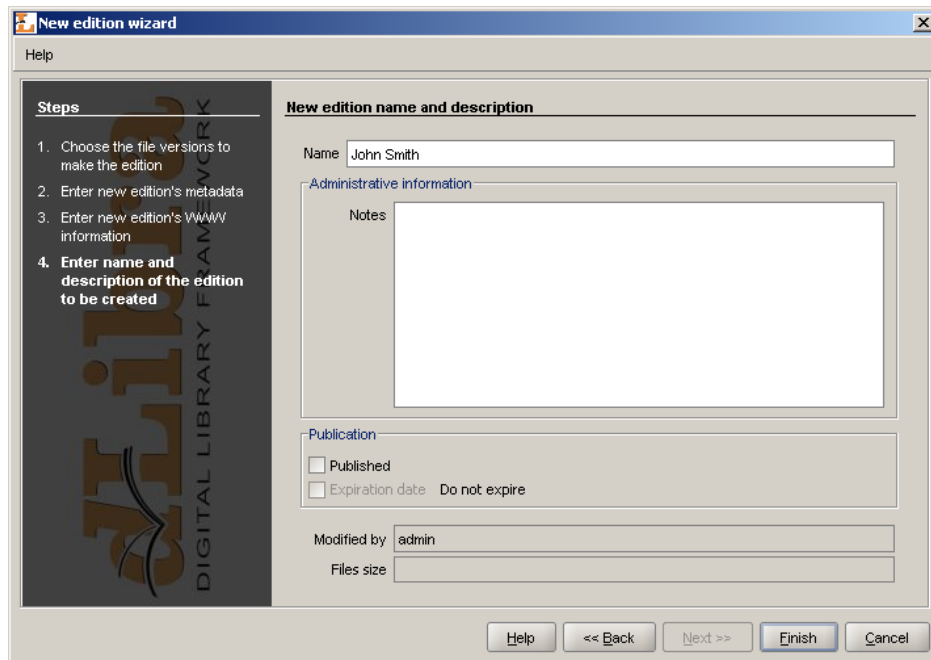 New edition wizard
Help
Steps
1. Choose the file versions to
make the edition
2. Enter new edition's metadata
3. Enter new edition's WWW
information
4. Enter name and
description of the edition
to be created
dLibra
DIGITAL LIBRARY FRAMEWORK
New edition name and description
Name John Smith
Administrative information
Notes
Publication
Published
Expiration date Do not expire
Modified by admin
Files size
Help << Back Next >> Finish Cancel